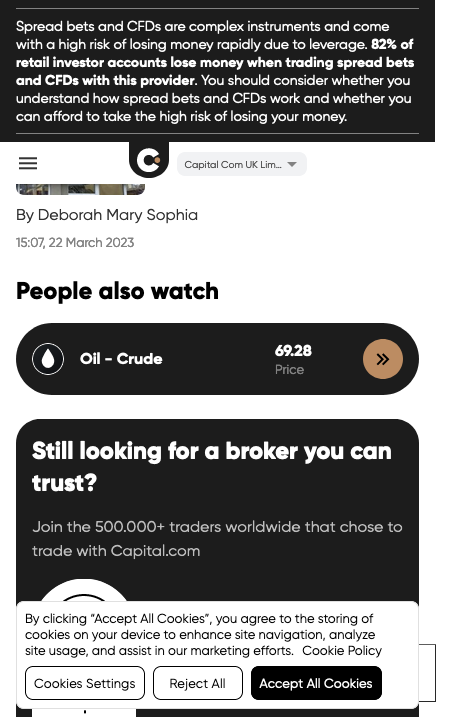 Spread bets and CFDs are complex instruments and come
with a high risk of losing money rapidly due to leverage. 82% of
retail investor accounts lose money when trading spread bets
and CFDs with this provider. You should consider whether you
understand how spread bets and CFDs work and whether you
can afford to take the high risk of losing your money.
Capital Com UK Lim...
By Deborah Mary Sophia
15:07, 22 March 2023
People also watch
Oil - Crude
69.28
Price
Still looking for a broker you can
trust?
Join the 500.000+ traders worldwide that chose to
trade with Capital.com
By clicking “Accept All Cookies”, you agree to the storing of
cookies on your device to enhance site navigation, analyze
site usage, and assist in our marketing efforts. Cookie Policy
Cookies Settings
Reject All
Accept All Cookies